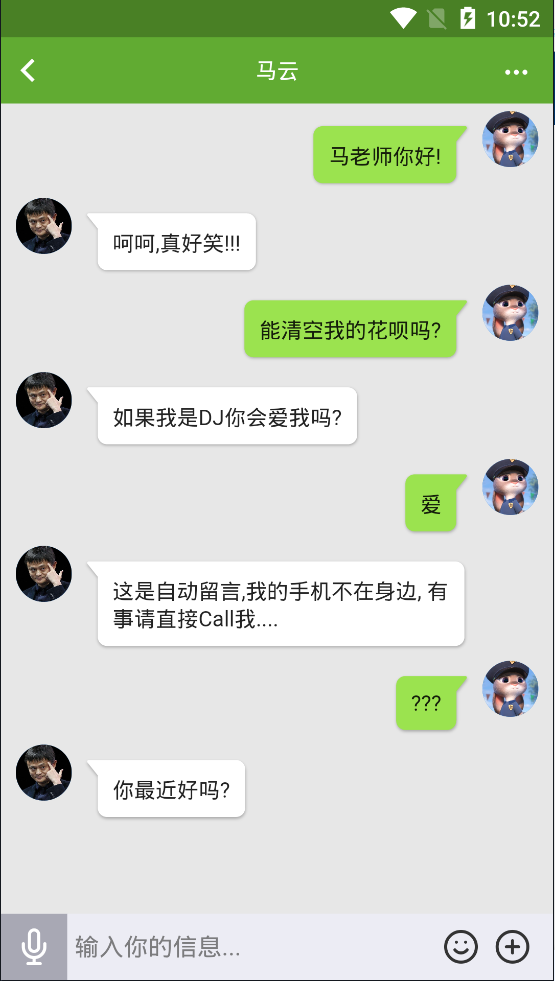 10:52
马云
马老师你好!
呵呵,真好笑!!!
能清空我的花呗吗?
如果我是DJ你会爱我吗?
爱
这是自动留言,我的手机不在身边, 有
事请直接Call我....
???
你最近好吗?
输入你的信息...